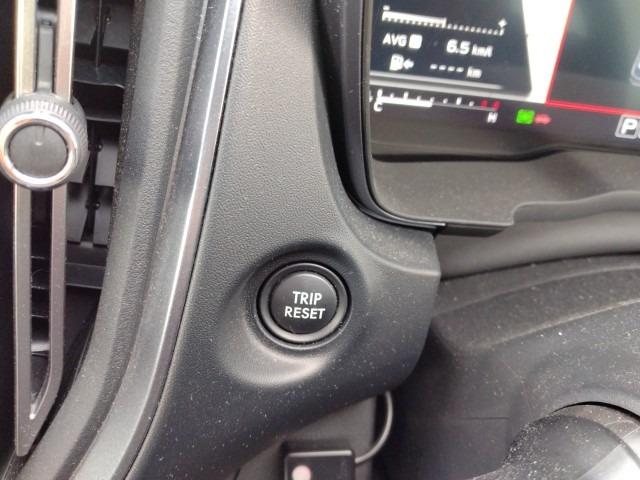 AVG A 6.5 km/l
---- km
C H
P
TRIP
RESET